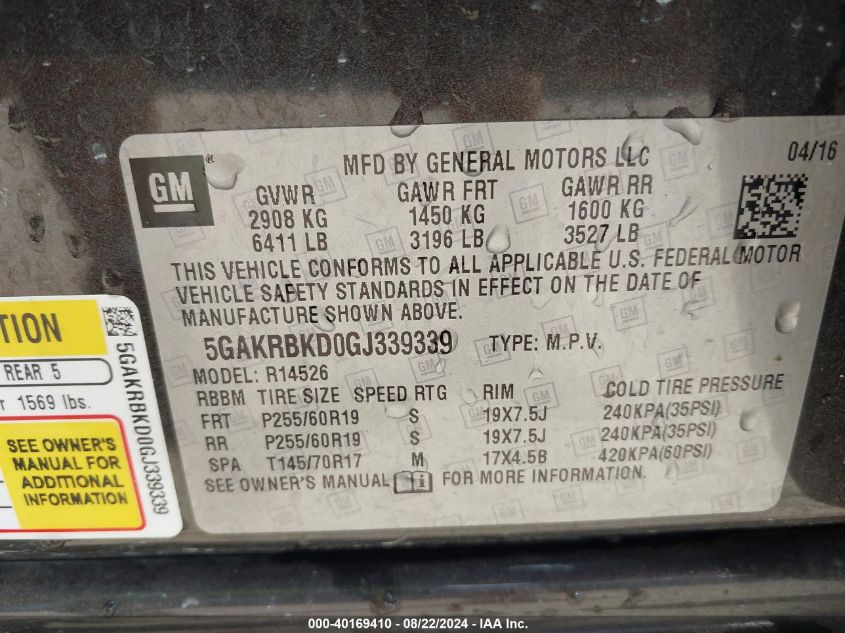 GM
MFD BY GENERAL MOTORS LLC
04/16
GVWR GAWR FRT GAWR RR
2908 KG 1450 KG 1600 KG
6411 LB 3196 LB 3527 LB
THIS VEHICLE CONFORMS TO ALL APPLICABLE U.S. FEDERAL MOTOR
VEHICLE SAFETY STANDARDS IN EFFECT ON THE DATE OF
MANUFACTURE SHOWN ABOVE.
5GAKRBKD0GJ339339 TYPE: M.P.V.
MODEL: R14526
RBBM TIRE SIZE SPEED RTG RIM COLD TIRE PRESSURE
FRT P255/60R19 S 19X7.5J 240KPA(35PSI)
RR P255/60R19 S 19X7.5J 240KPA(35PSI)
SPA T145/70R17 M 17X4.5B 420KPA(60PSI)
SEE OWNER'S MANUAL FOR MORE INFORMATION.
REAR 5
1569 lbs.
SEE OWNER'S
MANUAL FOR
ADDITIONAL
INFORMATION
5GAKRBKD0GJ339339
000-40169410 - 08/22/2024 - IAA Inc.